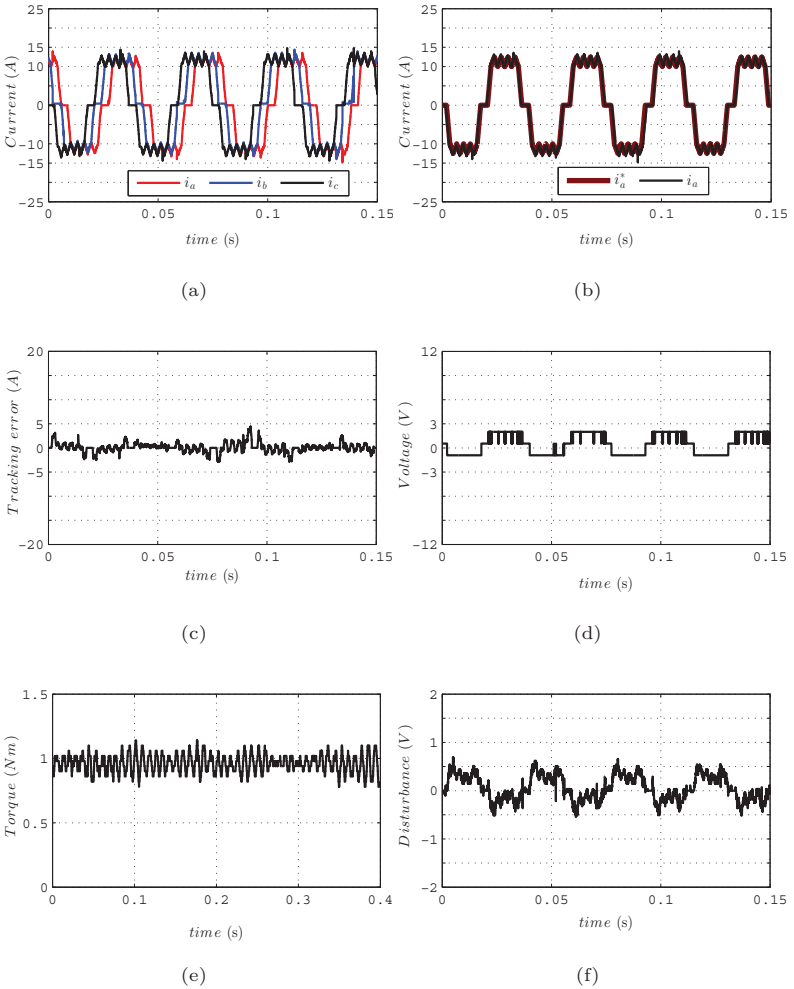 25
15
10
0
-10
-15
-25
Current (A)
0
0.05
0.1
0.15
time (s)
i_a
i_b
i_c
(a)
25
15
10
0
-10
-15
-25
Current (A)
0
0.05
0.1
0.15
time (s)
i_a^*
i_a
(b)
20
5
0
-5
-20
Tracking error (A)
0
0.05
0.1
0.15
time (s)
(c)
12
3
0
-3
-12
Voltage (V)
0
0.05
0.1
0.15
time (s)
(d)
1.5
1
0.5
0
Torque (Nm)
0
0.1
0.2
0.3
0.4
time (s)
(e)
2
1
0
-1
-2
Disturbance (V)
0
0.05
0.1
0.15
time (s)
(f)